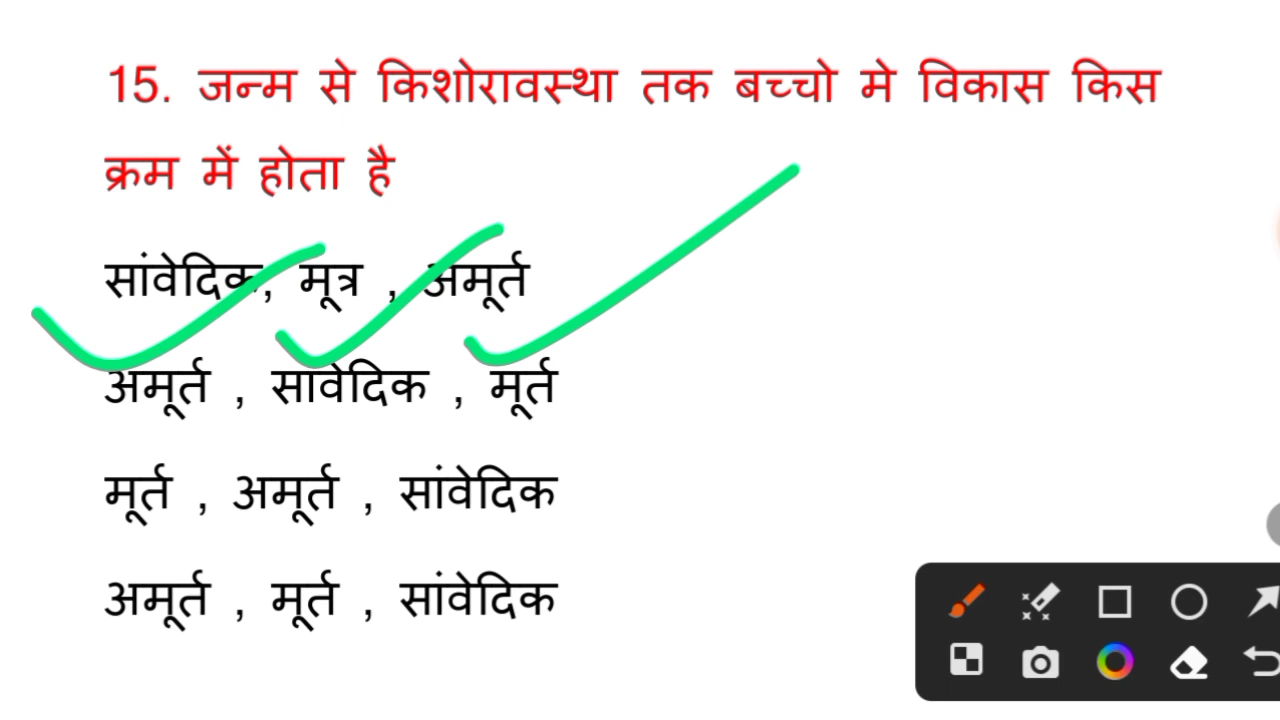 15. जन्म से किशोरावस्था तक बच्चो मे विकास किस
क्रम में होता है
सांवेदिक, मूत्र , अमूर्त
अमूर्त , सांवेदिक , मूर्त
मूर्त , अमूर्त , सांवेदिक
अमूर्त , मूर्त , सांवेदिक